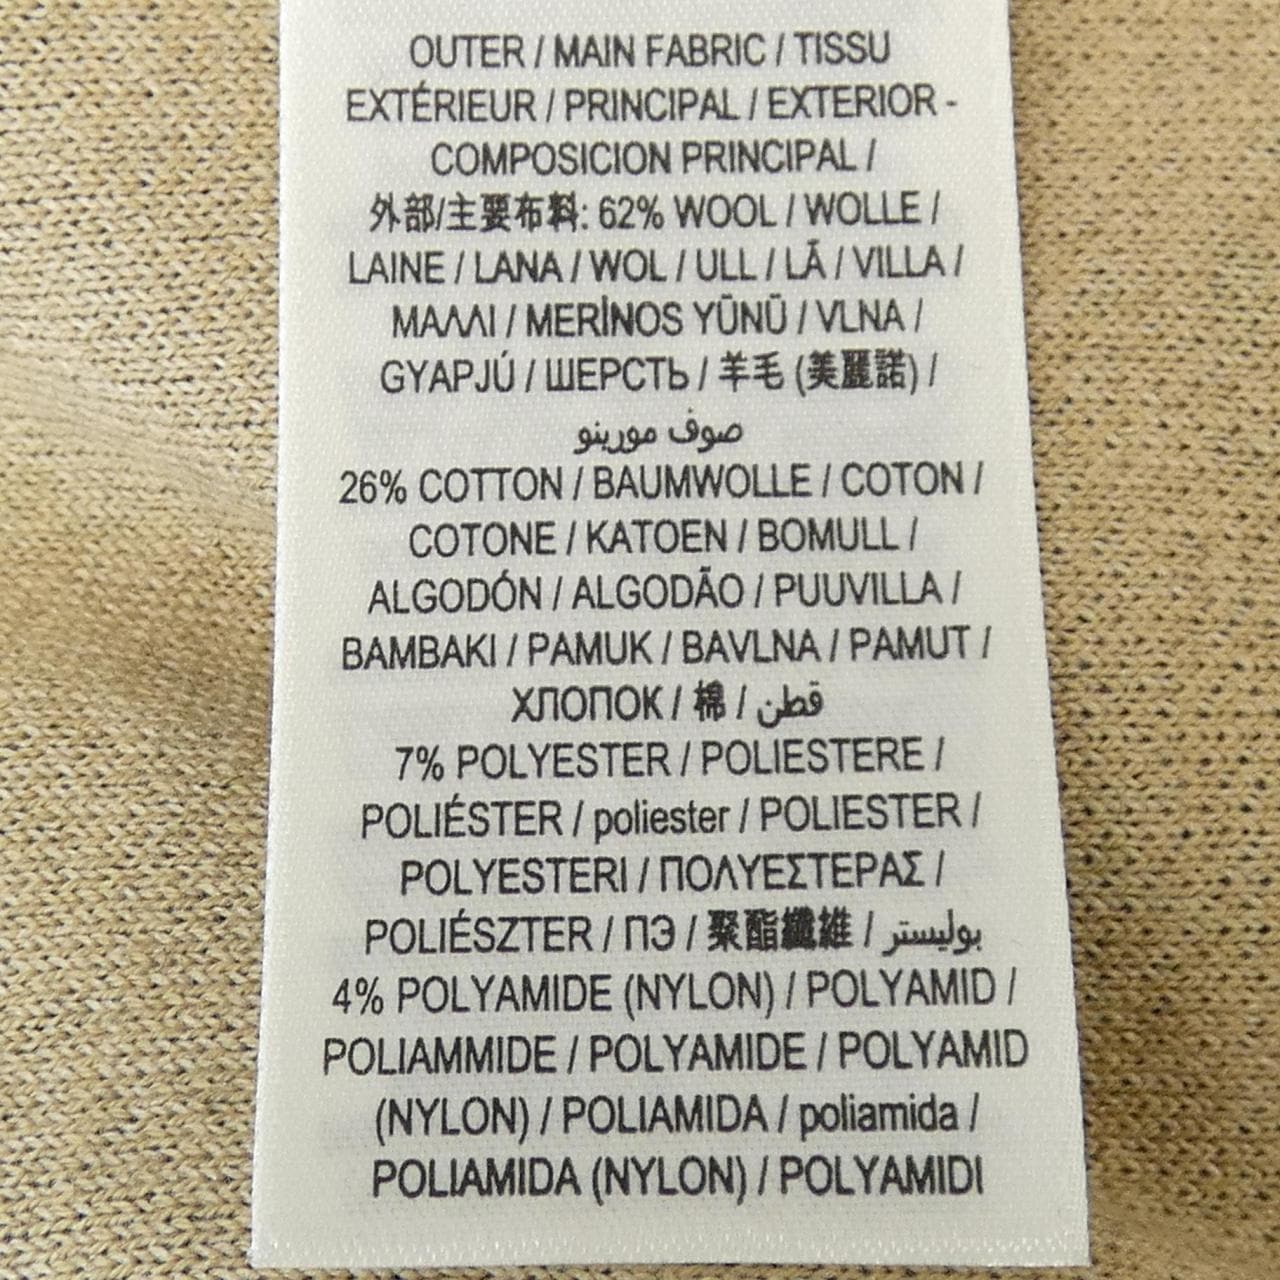 OUTER / MAIN FABRIC / TISSU
EXTÉRIEUR / PRINCIPAL / EXTERIOR -
COMPOSICION PRINCIPAL /
外部/主要布料: 62% WOOL / WOLLE /
LAINE / LANA / WOL / ULL / LÃ / VILLA /
ΜΑΛΛΙ / MERİNOS YŪNŪ / VLNA /
GYAPJÚ / ШЕРСТЬ / 羊毛 (美麗諾) /
صوف مورينو
26% COTTON / BAUMWOLLE / COTON /
COTONE / KATOEN / BOMULL /
ALGODÓN / ALGODÃO / PUUVILLA /
BAMBAKI / PAMUK / BAVLNA / PAMUT /
ХЛОПОК / 棉 / قطن
7% POLYESTER / POLIESTERE /
POLIÉSTER / poliester / POLIESTER /
POLYESTERI / ΠΟΛΥΕΣΤΕΡΑΣ /
POLIÉSZTER / ПЭ / 聚酯纖維 / بوليستر
4% POLYAMIDE (NYLON) / POLYAMID /
POLIAMMIDE / POLYAMIDE / POLYAMID
(NYLON) / POLIAMIDA / poliamida /
POLIAMIDA (NYLON) / POLYAMIDI